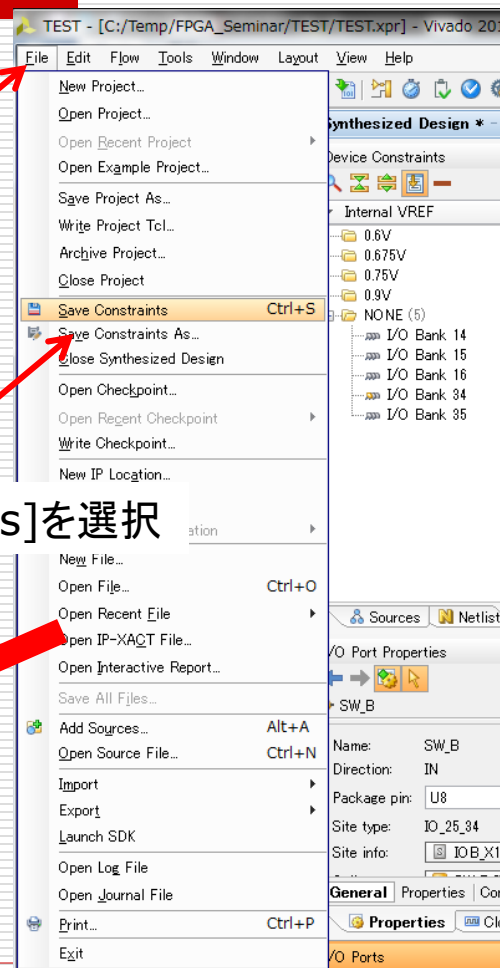 TEST - [C:/Temp/FPGA_Seminar/TEST/TEST.xpr] - Vivado 201
File Edit Flow Tools Window Layout View Help
New Project...
Open Project...
Open Recent Project
Open Example Project...
Save Project As...
Write Project Tcl...
Archive Project...
Close Project
Save Constraints Ctrl+S
Save Constraints As...
Close Synthesized Design
Open Checkpoint...
Open Recent Checkpoint
Write Checkpoint...
New IP Location...
s]を選択
ation
New File...
Open File... Ctrl+O
Open Recent File
Open IP-XACT File...
Open Interactive Report...
Save All Files...
Add Sources... Alt+A
Open Source File... Ctrl+N
Import
Export
Launch SDK
Open Log File
Open Journal File
Print... Ctrl+P
Exit
Synthesized Design * -
Device Constraints
Internal VREF
0.6V
0.675V
0.75V
0.9V
NONE (5)
I/O Bank 14
I/O Bank 15
I/O Bank 16
I/O Bank 34
I/O Bank 35
Sources Netlist
I/O Port Properties
SW_B
Name: SW_B
Direction: IN
Package pin: U8
Site type: IO_25_34
Site info: IOB_X1
General Properties Con
Properties Clo
I/O Ports